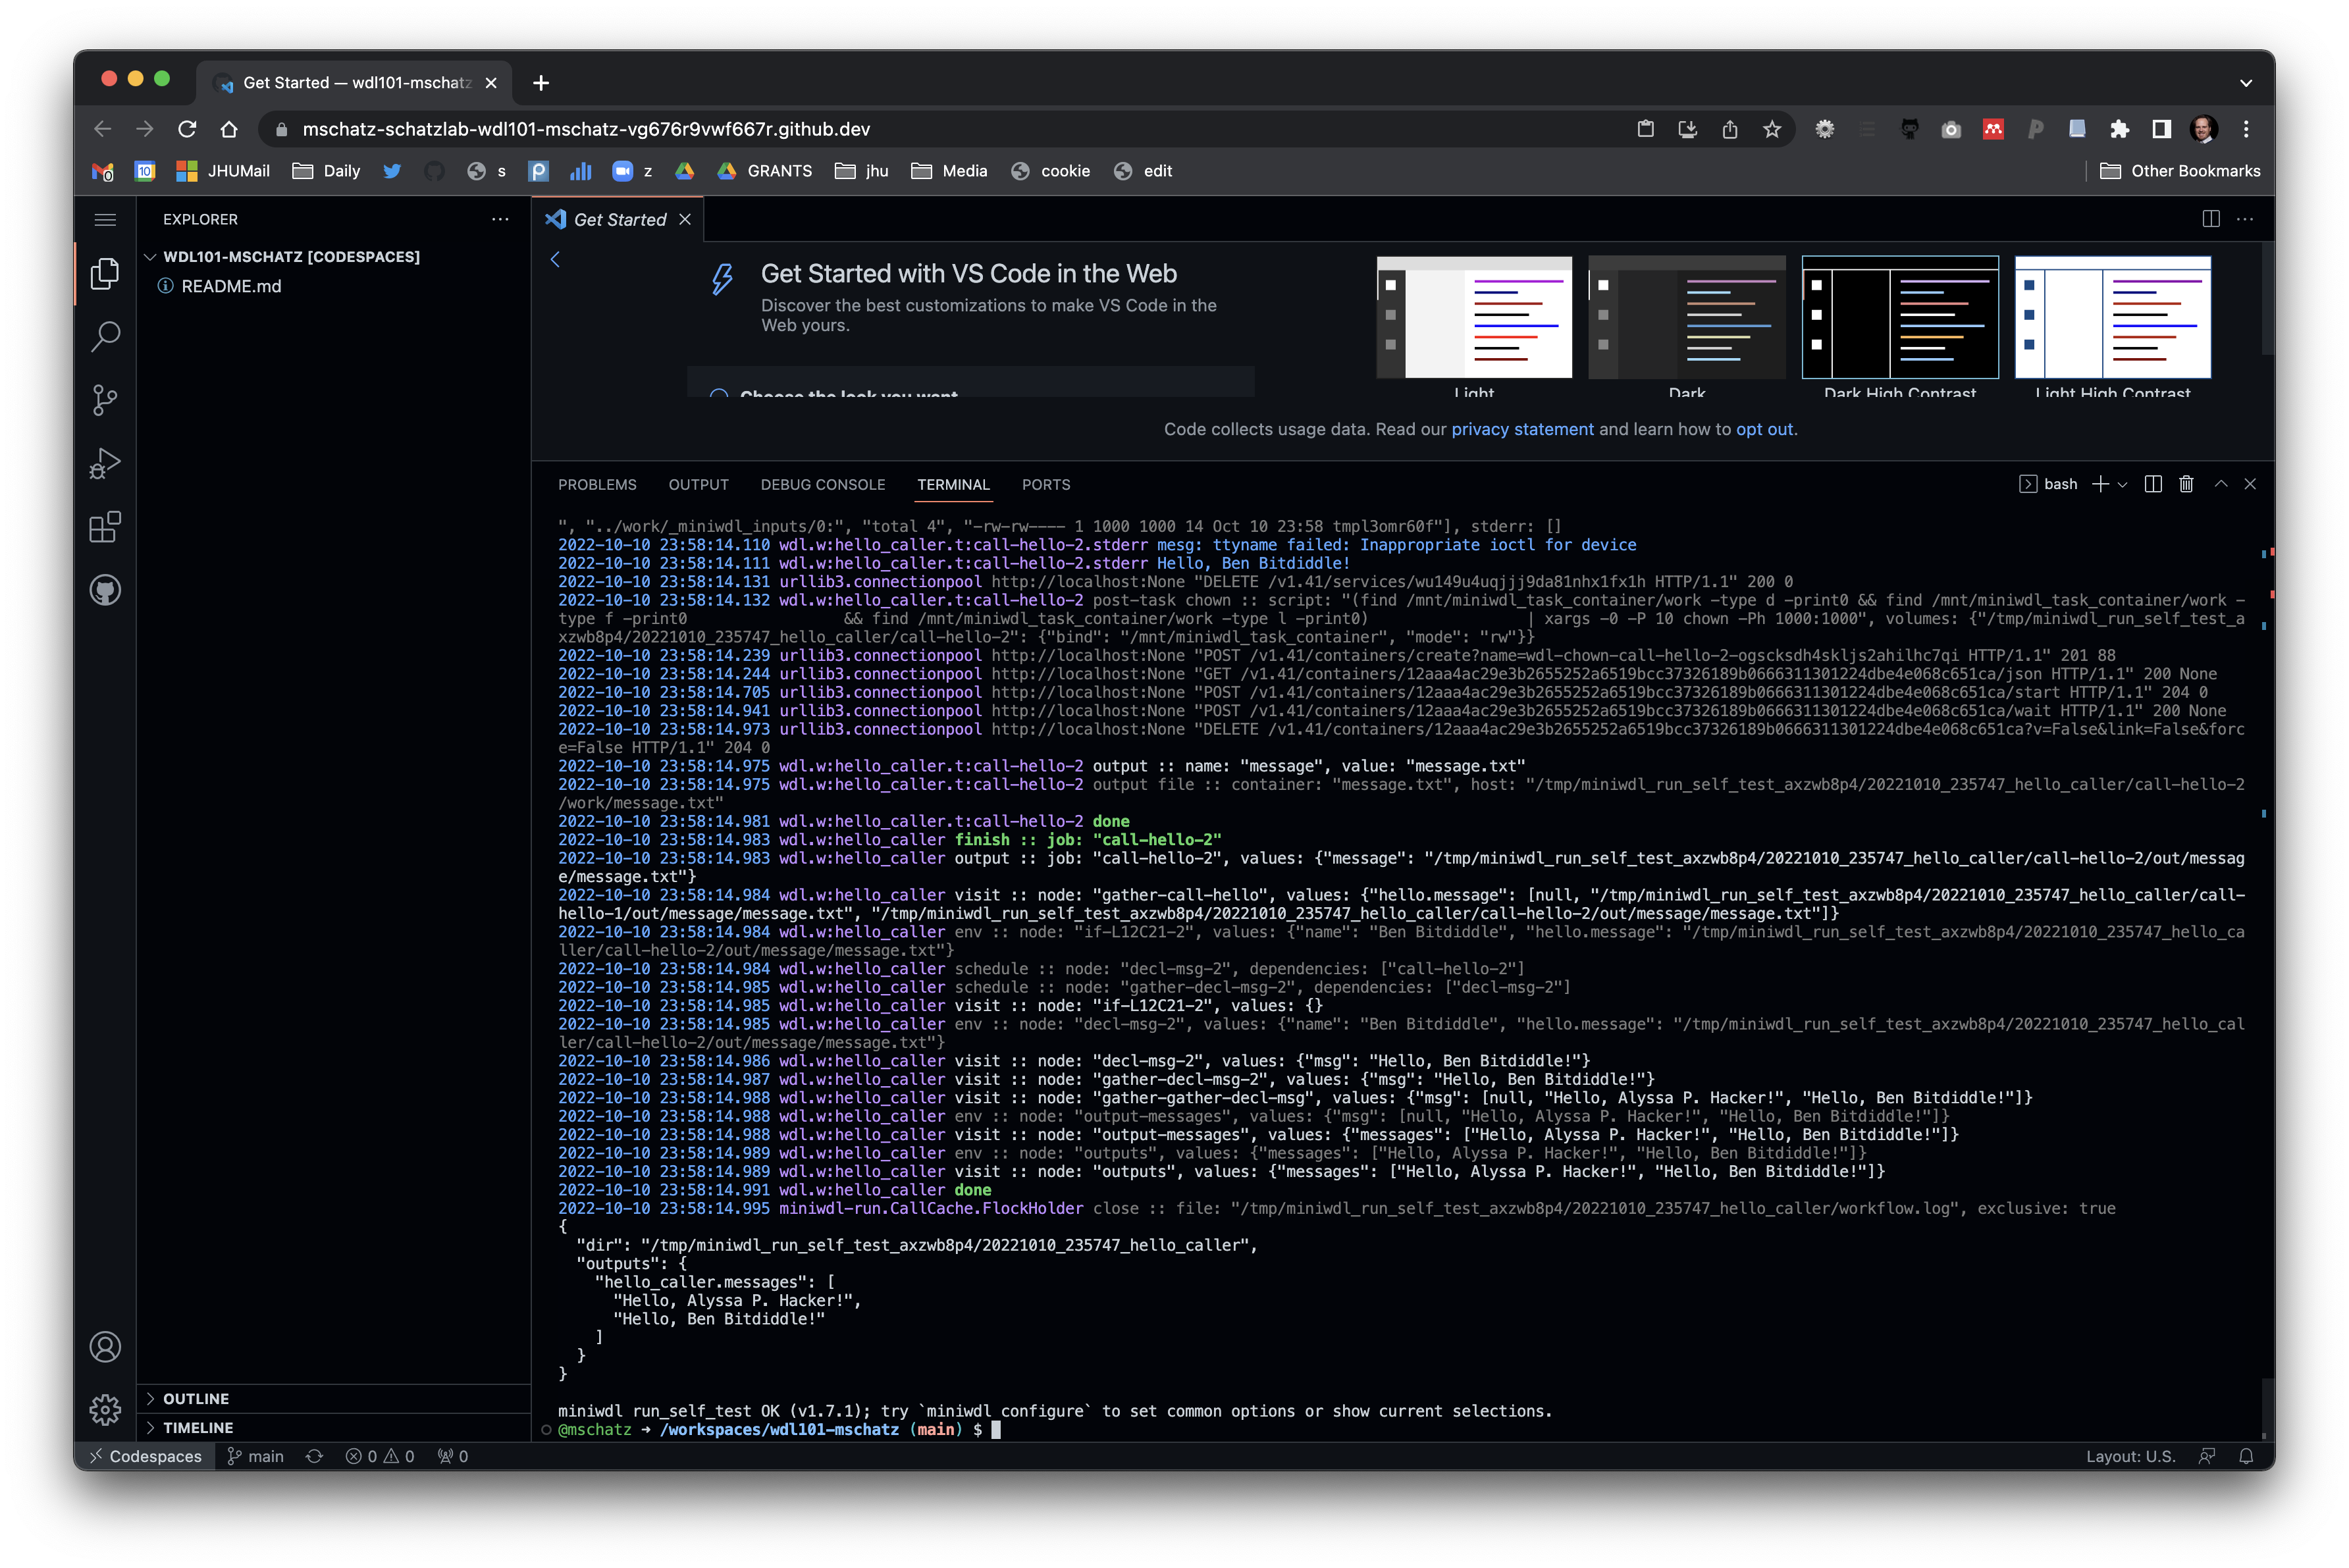 Get Started — wdl101-mschatz
mschatz-schatzlab-wdl101-mschatz-vg676r9vwf667r.github.dev
0
10
JHUMail
Daily
s
z
GRANTS
jhu
Media
cookie
edit
Other Bookmarks
EXPLORER
WDL101-MSCHATZ [CODESPACES]
README.md
Get Started
Get Started with VS Code in the Web
Discover the best customizations to make VS Code in the
Web yours.
Choose the look you want
Light
Dark
Dark High Contrast
Light High Contrast
Code collects usage data. Read our privacy statement and learn how to opt out.
PROBLEMS
OUTPUT
DEBUG CONSOLE
TERMINAL
PORTS
bash
", "../work/_miniwdl_inputs/0:", "total 4", "-rw-rw---- 1 1000 1000 14 Oct 10 23:58 tmpl3omr60f"], stderr: []
2022-10-10 23:58:14.110 wdl.w:hello_caller.t:call-hello-2.stderr mesg: ttyname failed: Inappropriate ioctl for device
2022-10-10 23:58:14.111 wdl.w:hello_caller.t:call-hello-2.stderr Hello, Ben Bitdiddle!
2022-10-10 23:58:14.131 urllib3.connectionpool http://localhost:None "DELETE /v1.41/services/wu149u4uqjjj9da81nhx1fx1h HTTP/1.1" 200 0
2022-10-10 23:58:14.132 wdl.w:hello_caller.t:call-hello-2 post-task chown :: script: "(find /mnt/miniwdl_task_container/work -type d -print0 && find /mnt/miniwdl_task_container/work -
type f -print0 && find /mnt/miniwdl_task_container/work -type l -print0) | xargs -0 -P 10 chown -Ph 1000:1000", volumes: {"/tmp/miniwdl_run_self_test_a
xzwb8p4/20221010_235747_hello_caller/call-hello-2": {"bind": "/mnt/miniwdl_task_container", "mode": "rw"}}
2022-10-10 23:58:14.239 urllib3.connectionpool http://localhost:None "POST /v1.41/containers/create?name=wdl-chown-call-hello-2-ogscksdh4skljs2ahilhc7qi HTTP/1.1" 201 88
2022-10-10 23:58:14.244 urllib3.connectionpool http://localhost:None "GET /v1.41/containers/12aaa4ac29e3b2655252a6519bcc37326189b0666311301224dbe4e068c651ca/json HTTP/1.1" 200 None
2022-10-10 23:58:14.705 urllib3.connectionpool http://localhost:None "POST /v1.41/containers/12aaa4ac29e3b2655252a6519bcc37326189b0666311301224dbe4e068c651ca/start HTTP/1.1" 204 0
2022-10-10 23:58:14.941 urllib3.connectionpool http://localhost:None "POST /v1.41/containers/12aaa4ac29e3b2655252a6519bcc37326189b0666311301224dbe4e068c651ca/wait HTTP/1.1" 200 None
2022-10-10 23:58:14.973 urllib3.connectionpool http://localhost:None "DELETE /v1.41/containers/12aaa4ac29e3b2655252a6519bcc37326189b0666311301224dbe4e068c651ca?v=False&link=False&forc
e=False HTTP/1.1" 204 0
2022-10-10 23:58:14.975 wdl.w:hello_caller.t:call-hello-2 output :: name: "message", value: "message.txt"
2022-10-10 23:58:14.975 wdl.w:hello_caller.t:call-hello-2 output file :: container: "message.txt", host: "/tmp/miniwdl_run_self_test_axzwb8p4/20221010_235747_hello_caller/call-hello-2
/work/message.txt"
2022-10-10 23:58:14.981 wdl.w:hello_caller.t:call-hello-2 done
2022-10-10 23:58:14.983 wdl.w:hello_caller finish :: job: "call-hello-2"
2022-10-10 23:58:14.983 wdl.w:hello_caller output :: job: "call-hello-2", values: {"message": "/tmp/miniwdl_run_self_test_axzwb8p4/20221010_235747_hello_caller/call-hello-2/out/messag
e/message.txt"}
2022-10-10 23:58:14.984 wdl.w:hello_caller visit :: node: "gather-call-hello", values: {"hello.message": [null, "/tmp/miniwdl_run_self_test_axzwb8p4/20221010_235747_hello_caller/call-
hello-1/out/message/message.txt", "/tmp/miniwdl_run_self_test_axzwb8p4/20221010_235747_hello_caller/call-hello-2/out/message/message.txt"]}
2022-10-10 23:58:14.984 wdl.w:hello_caller env :: node: "if-L12C21-2", values: {"name": "Ben Bitdiddle", "hello.message": "/tmp/miniwdl_run_self_test_axzwb8p4/20221010_235747_hello_ca
ller/call-hello-2/out/message/message.txt"}
2022-10-10 23:58:14.984 wdl.w:hello_caller schedule :: node: "decl-msg-2", dependencies: ["call-hello-2"]
2022-10-10 23:58:14.985 wdl.w:hello_caller schedule :: node: "gather-decl-msg-2", dependencies: ["decl-msg-2"]
2022-10-10 23:58:14.985 wdl.w:hello_caller visit :: node: "if-L12C21-2", values: {}
2022-10-10 23:58:14.985 wdl.w:hello_caller env :: node: "decl-msg-2", values: {"name": "Ben Bitdiddle", "hello.message": "/tmp/miniwdl_run_self_test_axzwb8p4/20221010_235747_hello_cal
ler/call-hello-2/out/message/message.txt"}
2022-10-10 23:58:14.986 wdl.w:hello_caller visit :: node: "decl-msg-2", values: {"msg": "Hello, Ben Bitdiddle!"}
2022-10-10 23:58:14.987 wdl.w:hello_caller visit :: node: "gather-decl-msg-2", values: {"msg": "Hello, Ben Bitdiddle!"}
2022-10-10 23:58:14.988 wdl.w:hello_caller visit :: node: "gather-gather-decl-msg", values: {"msg": [null, "Hello, Alyssa P. Hacker!", "Hello, Ben Bitdiddle!"]}
2022-10-10 23:58:14.988 wdl.w:hello_caller env :: node: "output-messages", values: {"msg": [null, "Hello, Alyssa P. Hacker!", "Hello, Ben Bitdiddle!"]}
2022-10-10 23:58:14.988 wdl.w:hello_caller visit :: node: "output-messages", values: {"messages": ["Hello, Alyssa P. Hacker!", "Hello, Ben Bitdiddle!"]}
2022-10-10 23:58:14.989 wdl.w:hello_caller env :: node: "outputs", values: {"messages": ["Hello, Alyssa P. Hacker!", "Hello, Ben Bitdiddle!"]}
2022-10-10 23:58:14.989 wdl.w:hello_caller visit :: node: "outputs", values: {"messages": ["Hello, Alyssa P. Hacker!", "Hello, Ben Bitdiddle!"]}
2022-10-10 23:58:14.991 wdl.w:hello_caller done
2022-10-10 23:58:14.995 miniwdl-run.CallCache.FlockHolder close :: file: "/tmp/miniwdl_run_self_test_axzwb8p4/20221010_235747_hello_caller/workflow.log", exclusive: true
{
"dir": "/tmp/miniwdl_run_self_test_axzwb8p4/20221010_235747_hello_caller",
"outputs": {
"hello_caller.messages": [
"Hello, Alyssa P. Hacker!",
"Hello, Ben Bitdiddle!"
]
}
}
miniwdl run_self_test OK (v1.7.1); try `miniwdl configure` to set common options or show current selections.
@mschatz → /workspaces/wdl101-mschatz (main) $
OUTLINE
TIMELINE
Codespaces
main
0
0
0
Layout: U.S.